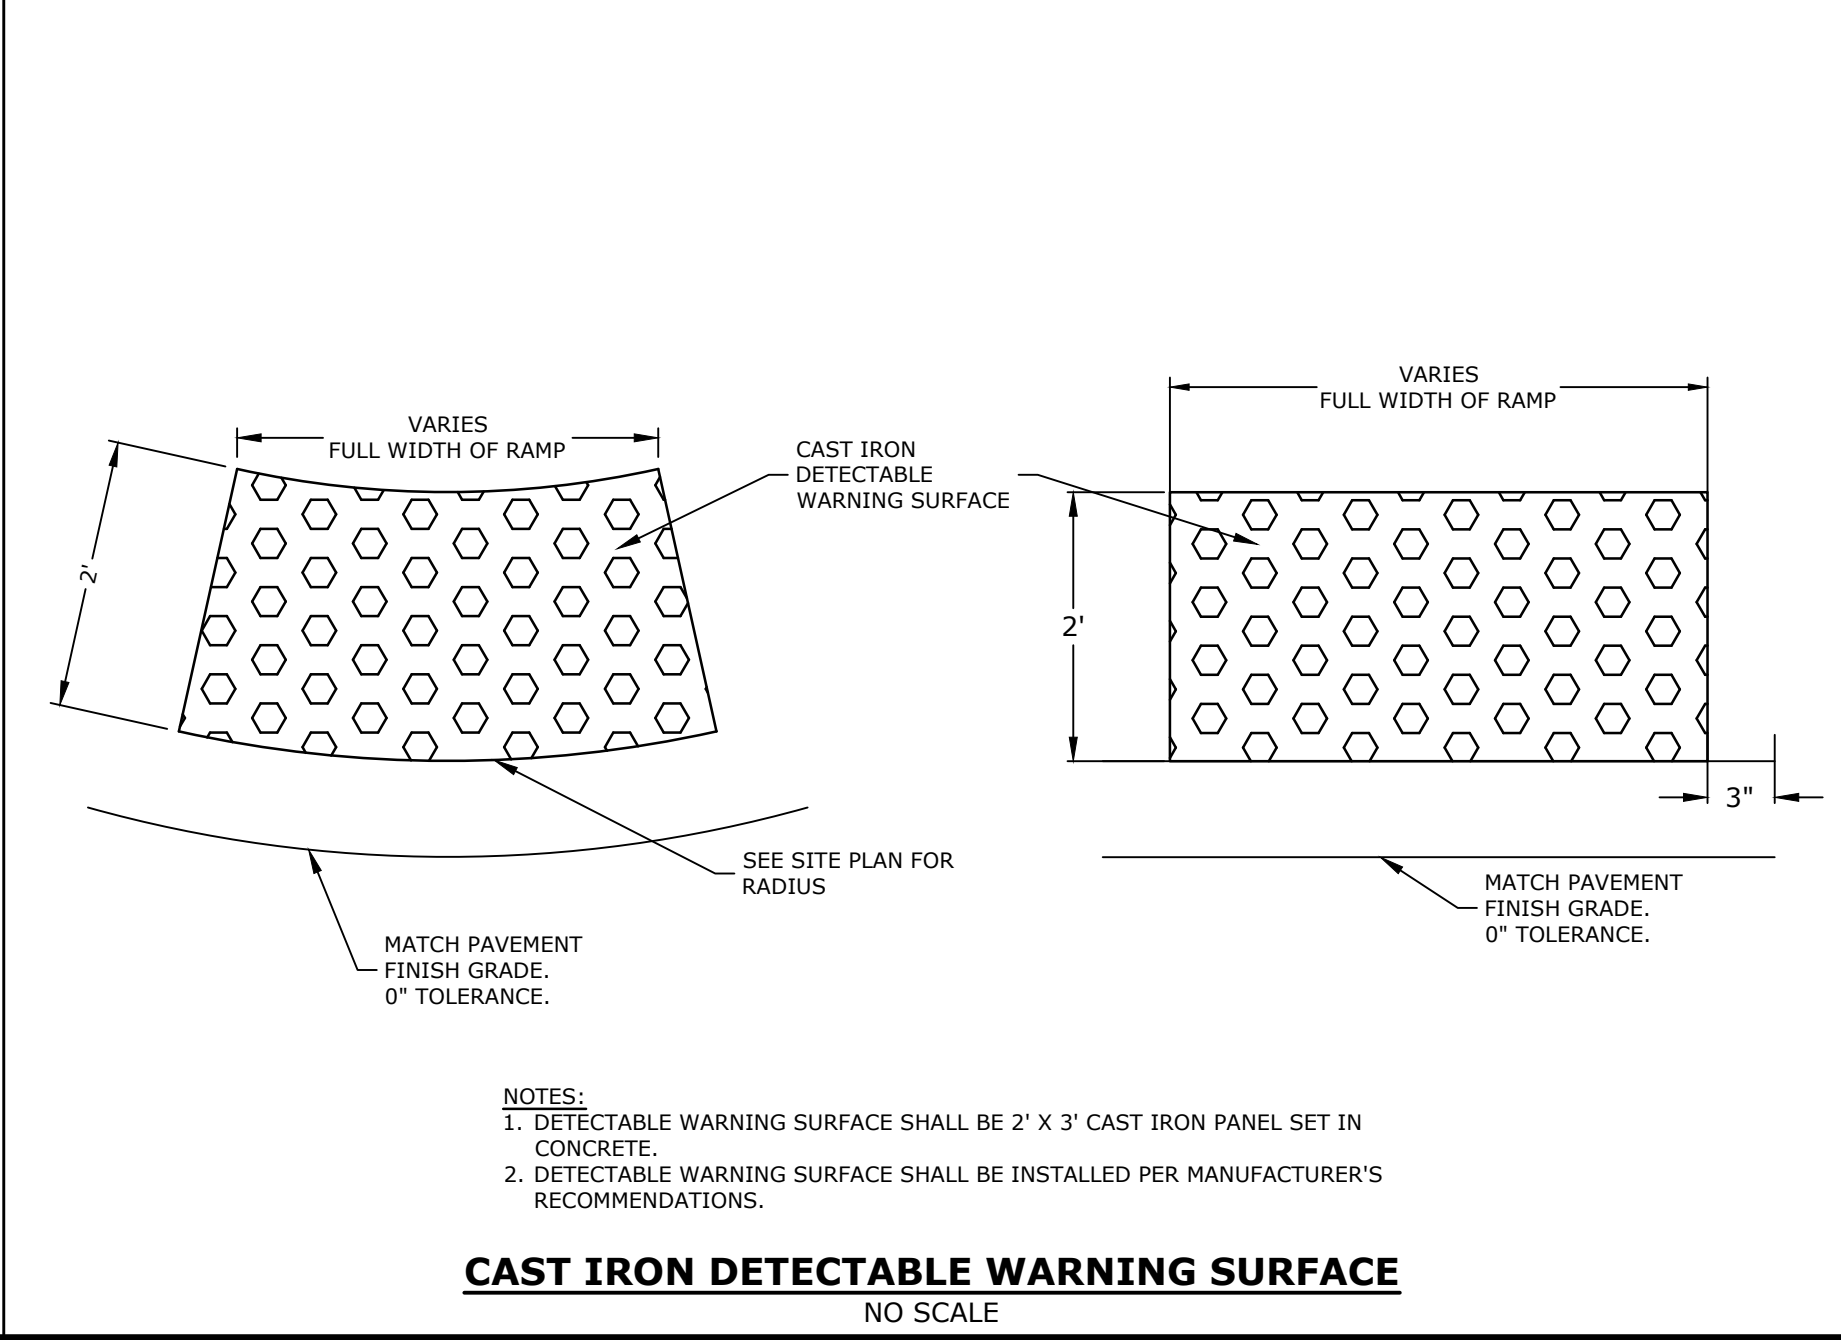 VARIES
FULL WIDTH OF RAMP
2'
CAST IRON
DETECTABLE
WARNING SURFACE
VARIES
FULL WIDTH OF RAMP
2'
3"
SEE SITE PLAN FOR
RADIUS
MATCH PAVEMENT
FINISH GRADE.
0" TOLERANCE.
MATCH PAVEMENT
FINISH GRADE.
0" TOLERANCE.
NOTES:
1. DETECTABLE WARNING SURFACE SHALL BE 2' X 3' CAST IRON PANEL SET IN
CONCRETE.
2. DETECTABLE WARNING SURFACE SHALL BE INSTALLED PER MANUFACTURER'S
RECOMMENDATIONS.
CAST IRON DETECTABLE WARNING SURFACE
NO SCALE